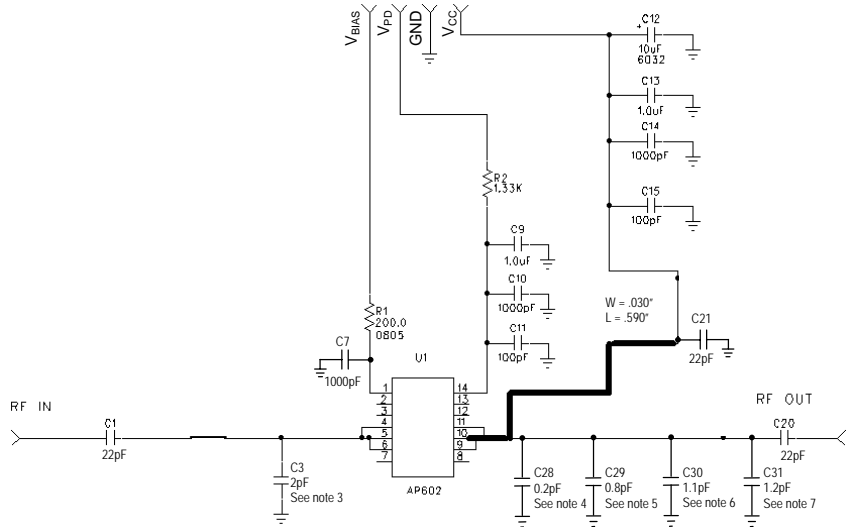 VBIAS
VPD
GND
VCC
C12
+
10uF
6032
C13
1.0uF
C14
1000pF
C15
100pF
R2
1.33K
C9
1.0uF
C10
1000pF
C11
100pF
W = .030"
L = .590"
C21
22pF
R1
200.0
0805
C7
1000pF
U1
1
2
3
4
5
6
7
14
13
12
11
10
9
8
AP602
RF IN
C1
22pF
C3
2pF
See note 3
RF OUT
C20
22pF
C28
0.2pF
See note 4
C29
0.8pF
See note 5
C30
1.1pF
See note 6
C31
1.2pF
See note 7